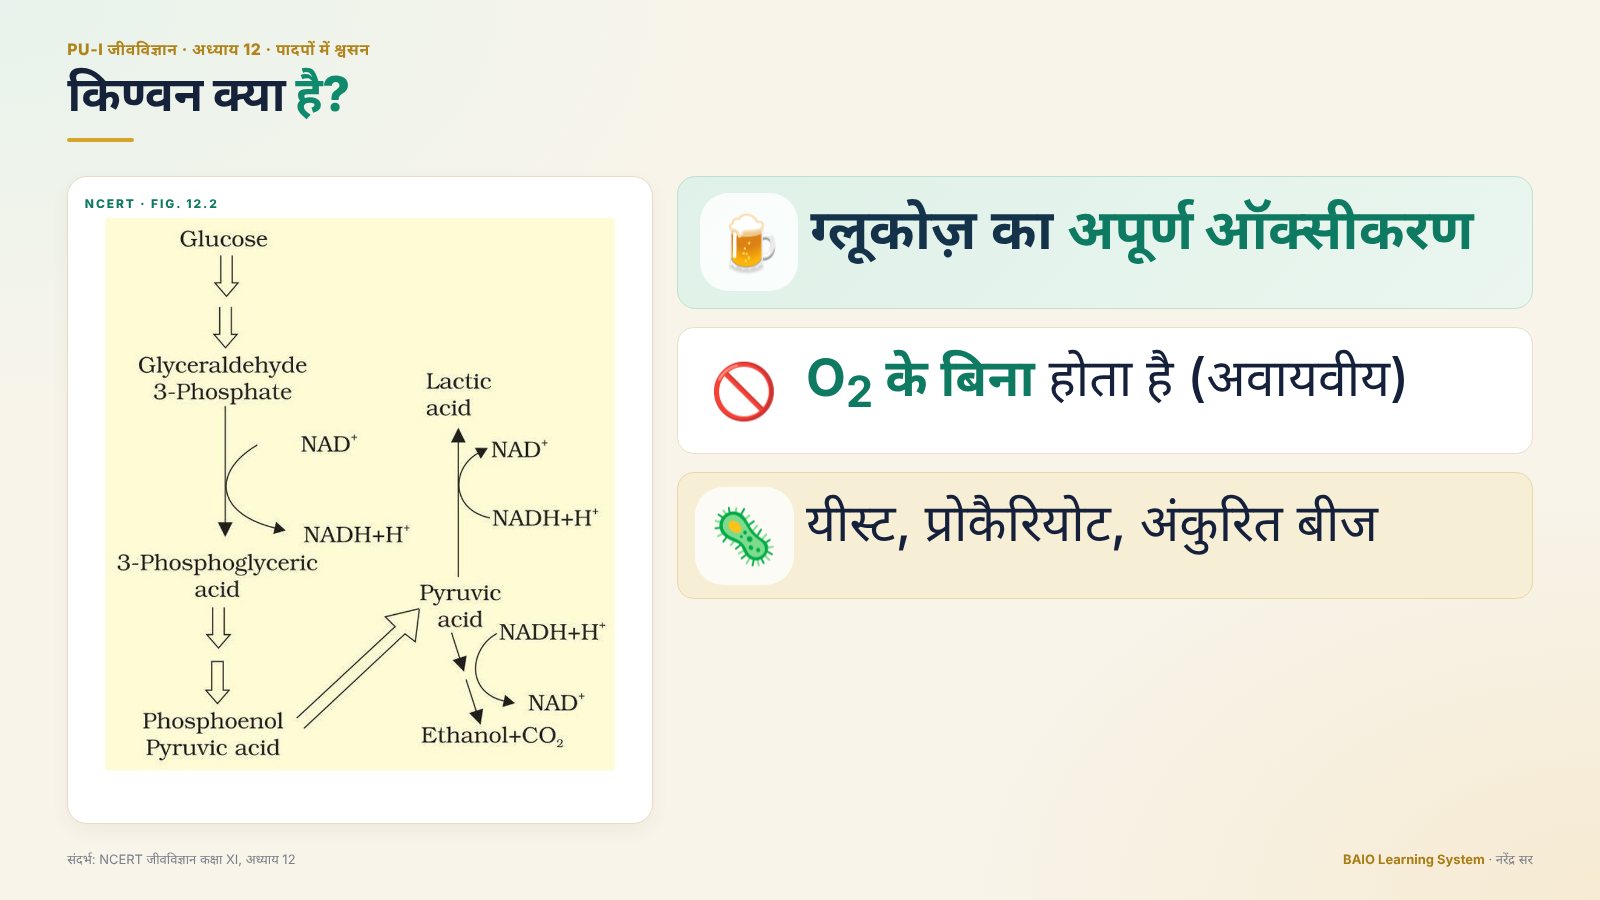 PU-I जीवविज्ञान · अध्याय 12 · पादपों में श्वसन
किण्वन क्या है?
NCERT · FIG. 12.2
Glucose
Glyceraldehyde
3-Phosphate
NAD⁺
NADH+H⁺
3-Phosphoglyceric
acid
Phosphoenol
Pyruvic acid
Lactic
acid
NAD⁺
NADH+H⁺
Pyruvic
acid
NADH+H⁺
NAD⁺
Ethanol+CO₂
ग्लूकोज़ का अपूर्ण ऑक्सीकरण
O₂ के बिना होता है (अवायवीय)
यीस्ट, प्रोकैरियोट, अंकुरित बीज
संदर्भ: NCERT जीवविज्ञान कक्षा XI, अध्याय 12
BAIO Learning System · नरेंद्र सर